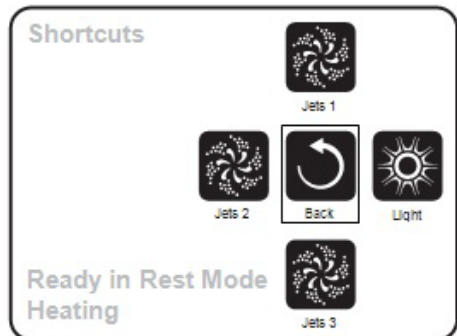 Shortcuts
Jets 1
Jets 2
Back
Light
Ready in Rest Mode
Heating
Jets 3